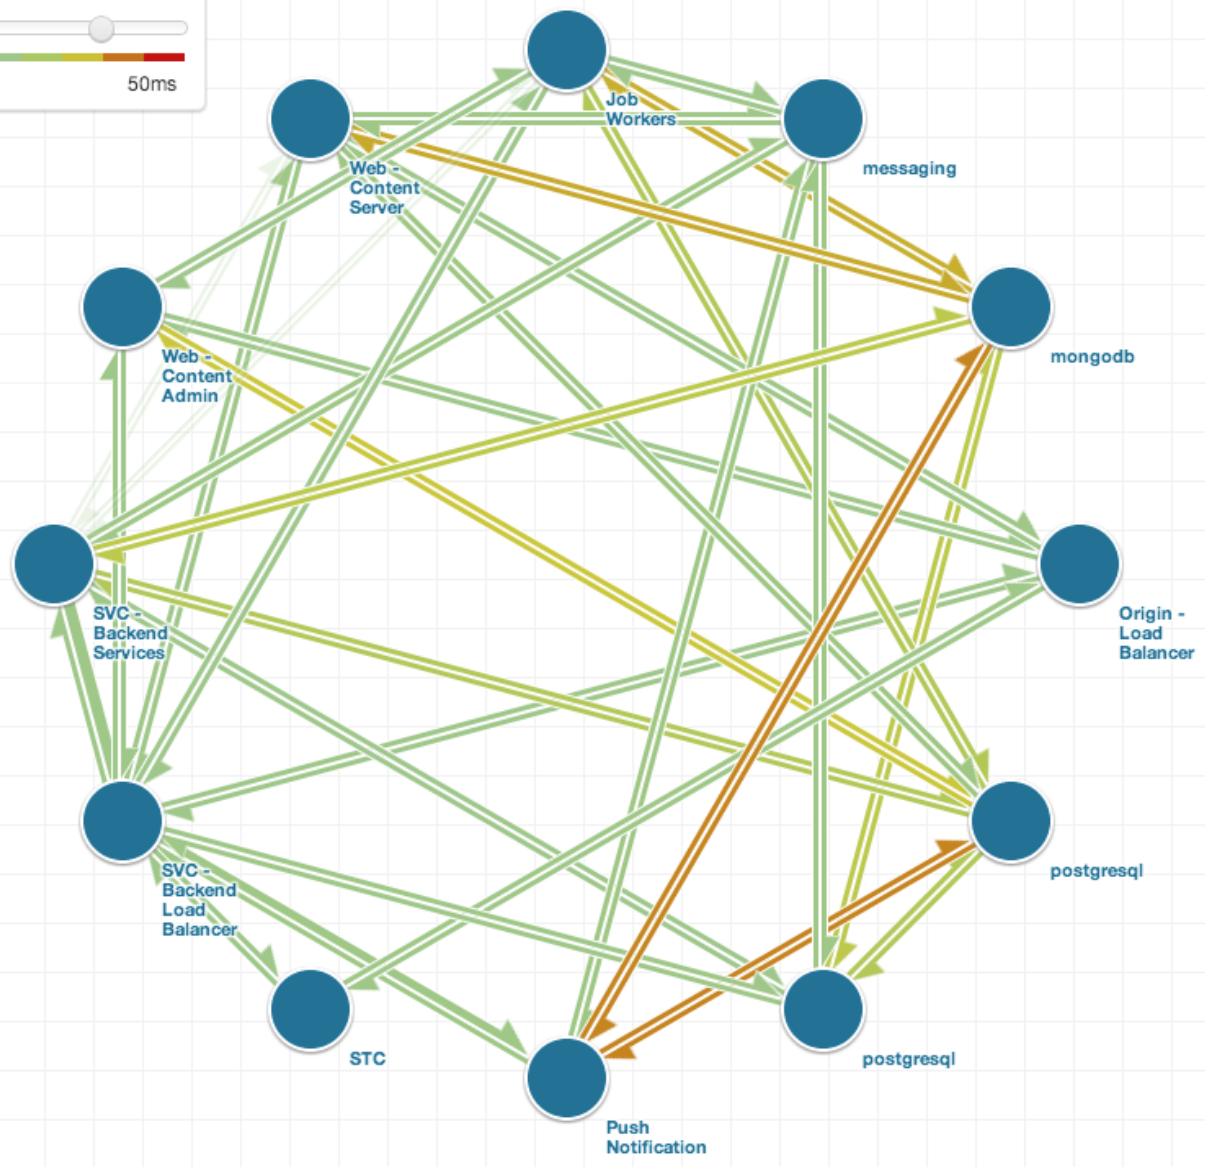 50ms
Job
Workers
messaging
Web -
Content
Server
mongodb
Web -
Content
Admin
SVC -
Backend
Services
Origin -
Load
Balancer
SVC -
Backend
Load
Balancer
postgresql
STC
postgresql
Push
Notification